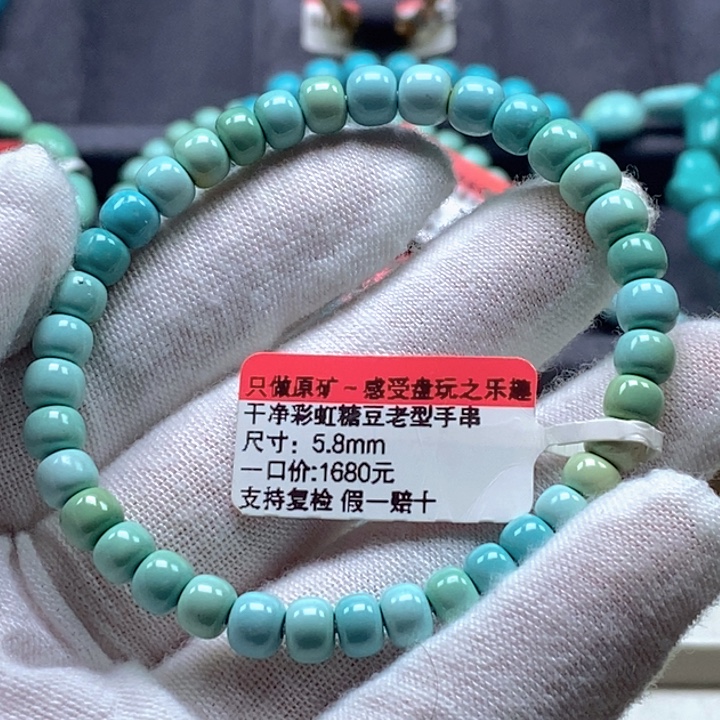 只做原矿~感受盘玩之乐趣
干净彩虹糖豆老型手串
尺寸：5.8mm
一口价:1680元
支持复检 假一赔十